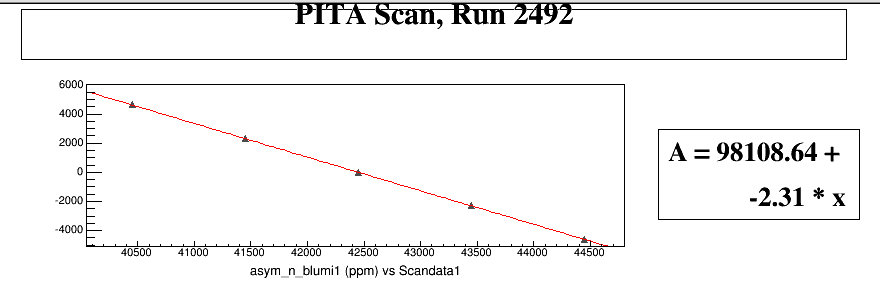 PITA Scan, Run 2492
6000
4000
2000
0
-2000
-4000
40500 41000 41500 42000 42500 43000 43500 44000 44500
asym_n_blumi1 (ppm) vs Scandata1
A = 98108.64 +
-2.31 * x